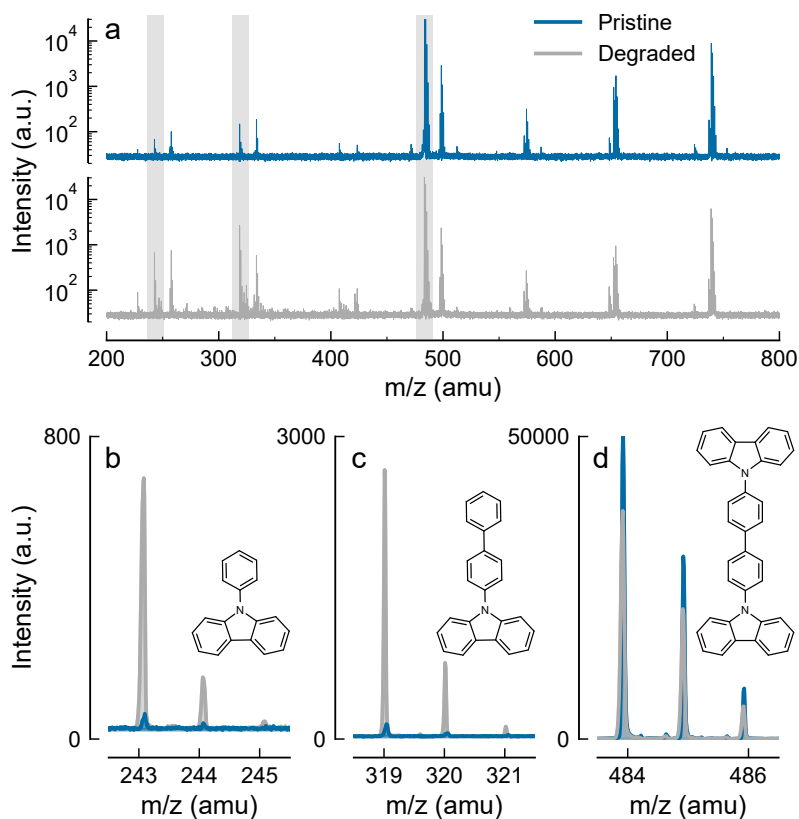 a
Pristine
Degraded
Intensity (a.u.)
10⁴
10³
10²
10⁴
10³
10²
200 300 400 500 600 700 800
m/z (amu)
Intensity (a.u.)
b
800
0
N
243 244 245
m/z (amu)
c
3000
0
N
319 320 321
m/z (amu)
d
50000
0
N
N
484 486
m/z (amu)